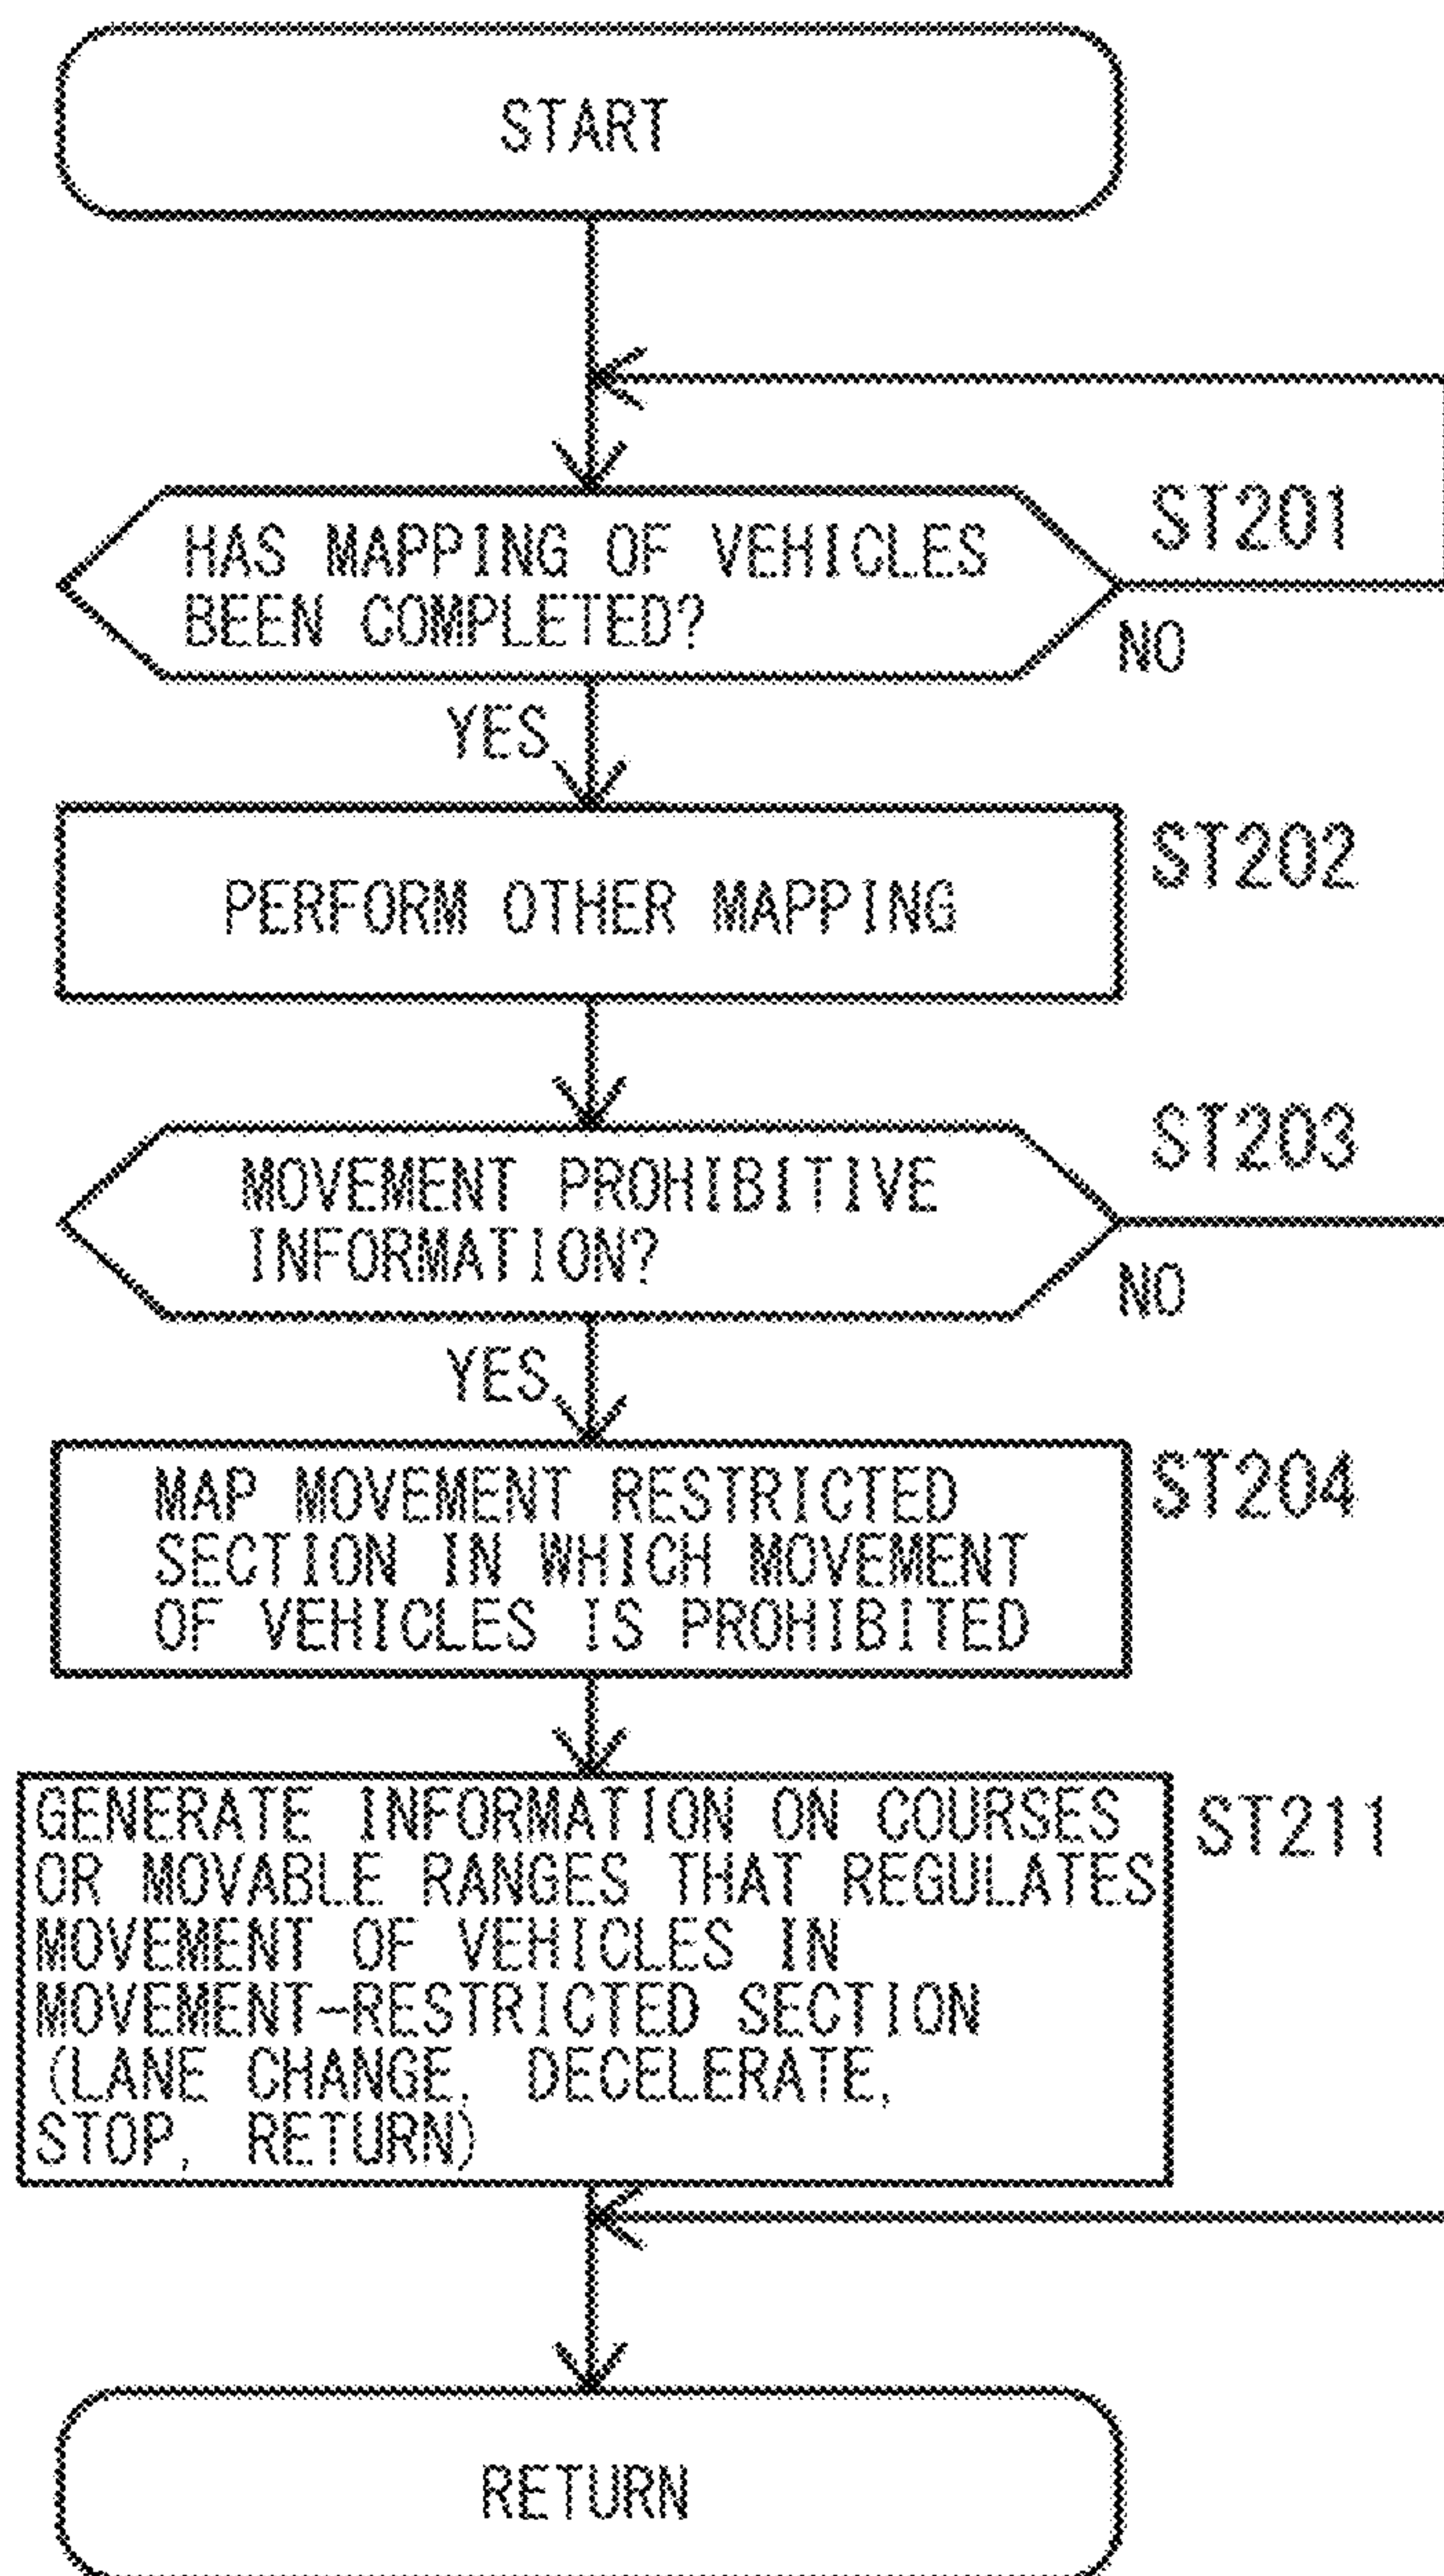 START
HAS MAPPING OF VEHICLES
BEEN COMPLETED?
ST201
NO
YES
PERFORM OTHER MAPPING
ST202
MOVEMENT PROHIBITIVE
INFORMATION?
ST203
NO
YES
MAP MOVEMENT RESTRICTED
SECTION IN WHICH MOVEMENT
OF VEHICLES IS PROHIBITED
ST204
GENERATE INFORMATION ON COURSES
OR MOVABLE RANGES THAT REGULATES
MOVEMENT OF VEHICLES IN
MOVEMENT-RESTRICTED SECTION
(LANE CHANGE, DECELERATE,
STOP, RETURN)
ST211
RETURN